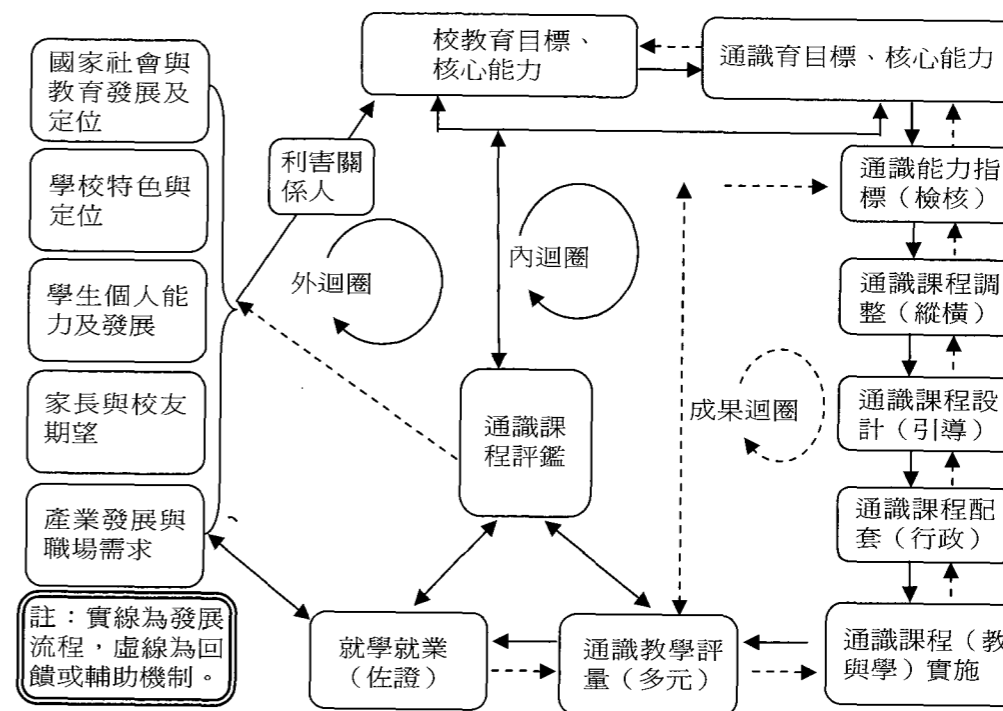 校教育目標、
核心能力
通識育目標、核心能力
國家社會與
教育發展及
定位
利害關
係人
通識能力指
標（檢核）
學校特色與
定位
外迴圈
內迴圈
通識課程調
整（縱橫）
學生個人能
力及發展
家長與校友
期望
通識課
程評鑑
成果迴圈
通識課程設
計（引導）
產業發展與
職場需求
通識課程配
套（行政）
註：實線為發展
流程，虛線為回
饋或輔助機制。
就學就業
（佐證）
通識教學評
量（多元）
通識課程（教
與學）實施